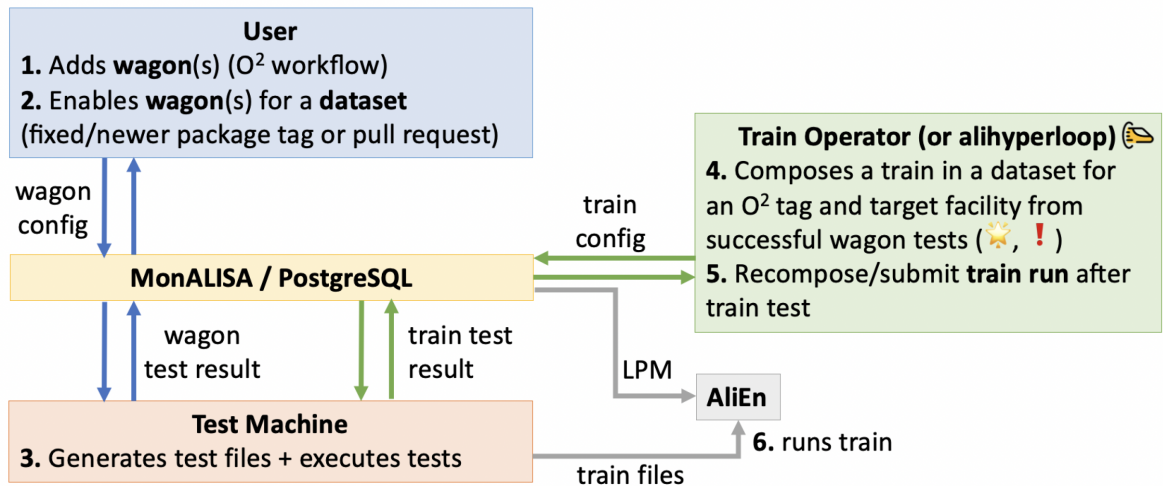 User
1. Adds wagon(s) (O² workflow)
2. Enables wagon(s) for a dataset
(fixed/newer package tag or pull request)
wagon
config
Train Operator (or alihyperloop)
4. Composes a train in a dataset for
an O² tag and target facility from
successful wagon tests (🌟, ❗)
5. Recompose/submit train run after
train test
train
config
MonALISA / PostgreSQL
wagon
test result
train test
result
LPM
AliEn
Test Machine
3. Generates test files + executes tests
6. runs train
train files